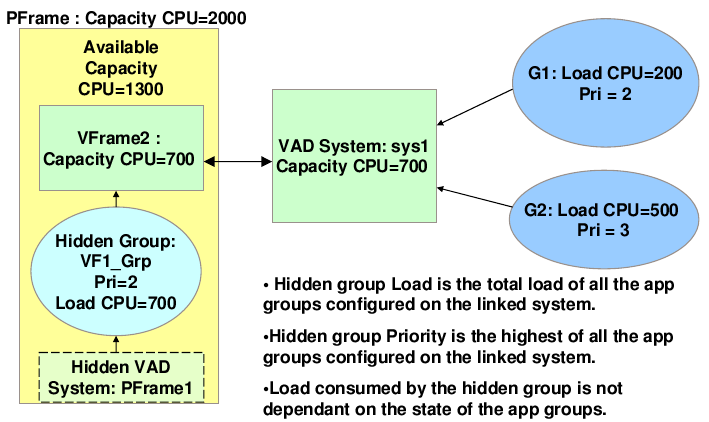 PFrame : Capacity CPU=2000
Available
Capacity
CPU=1300
VFrame2 :
Capacity CPU=700
Hidden Group:
VF1_Grp
Pri=2
Load CPU=700
Hidden VAD
System: PFrame1
VAD System: sys1
Capacity CPU=700
G1: Load CPU=200
Pri = 2
G2: Load CPU=500
Pri = 3
• Hidden group Load is the total load of all the app
groups configured on the linked system.
•Hidden group Priority is the highest of all the app
groups configured on the linked system.
•Load consumed by the hidden group is not
dependant on the state of the app groups.